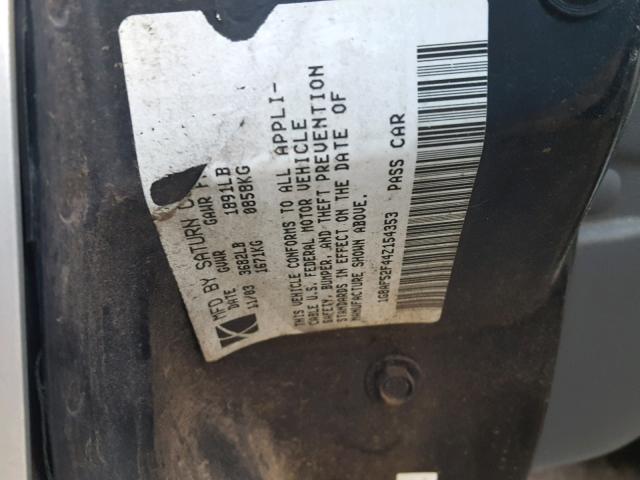 MFD BY SATURN C
DATE GVWR GAWR F
11/03 3682LB 1891LB
1671KG 0858KG
THIS VEHICLE CONFORMS TO ALL APPLI-
CABLE U.S. FEDERAL MOTOR VEHICLE
SAFETY, BUMPER, AND THEFT PREVENTION
STANDARDS IN EFFECT ON THE DATE OF
MANUFACTURE SHOWN ABOVE.
1G8AF52F44Z154353 PASS CAR